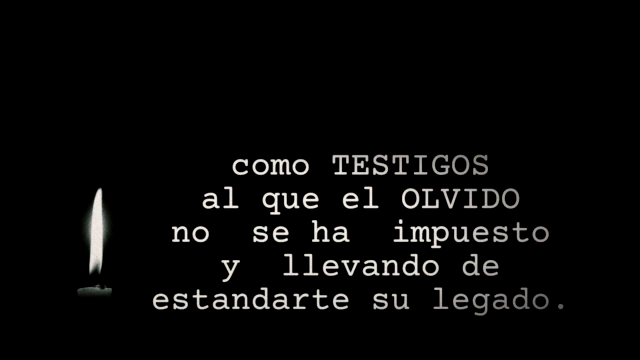 como TESTIGOS
al que el OLVIDO
no se ha impuesto
y llevando de
estandarte su legado.